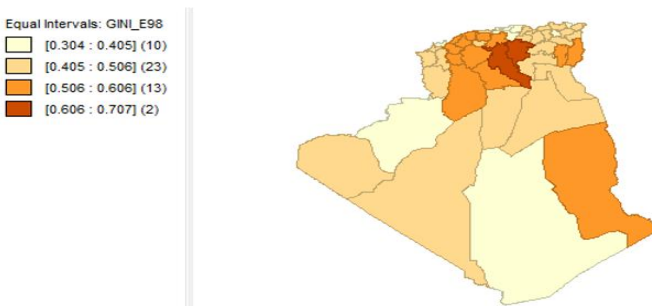 Equal Intervals: GINI_E98
[0.304 : 0.405] (10)
[0.405 : 0.506] (23)
[0.506 : 0.606] (13)
[0.606 : 0.707] (2)